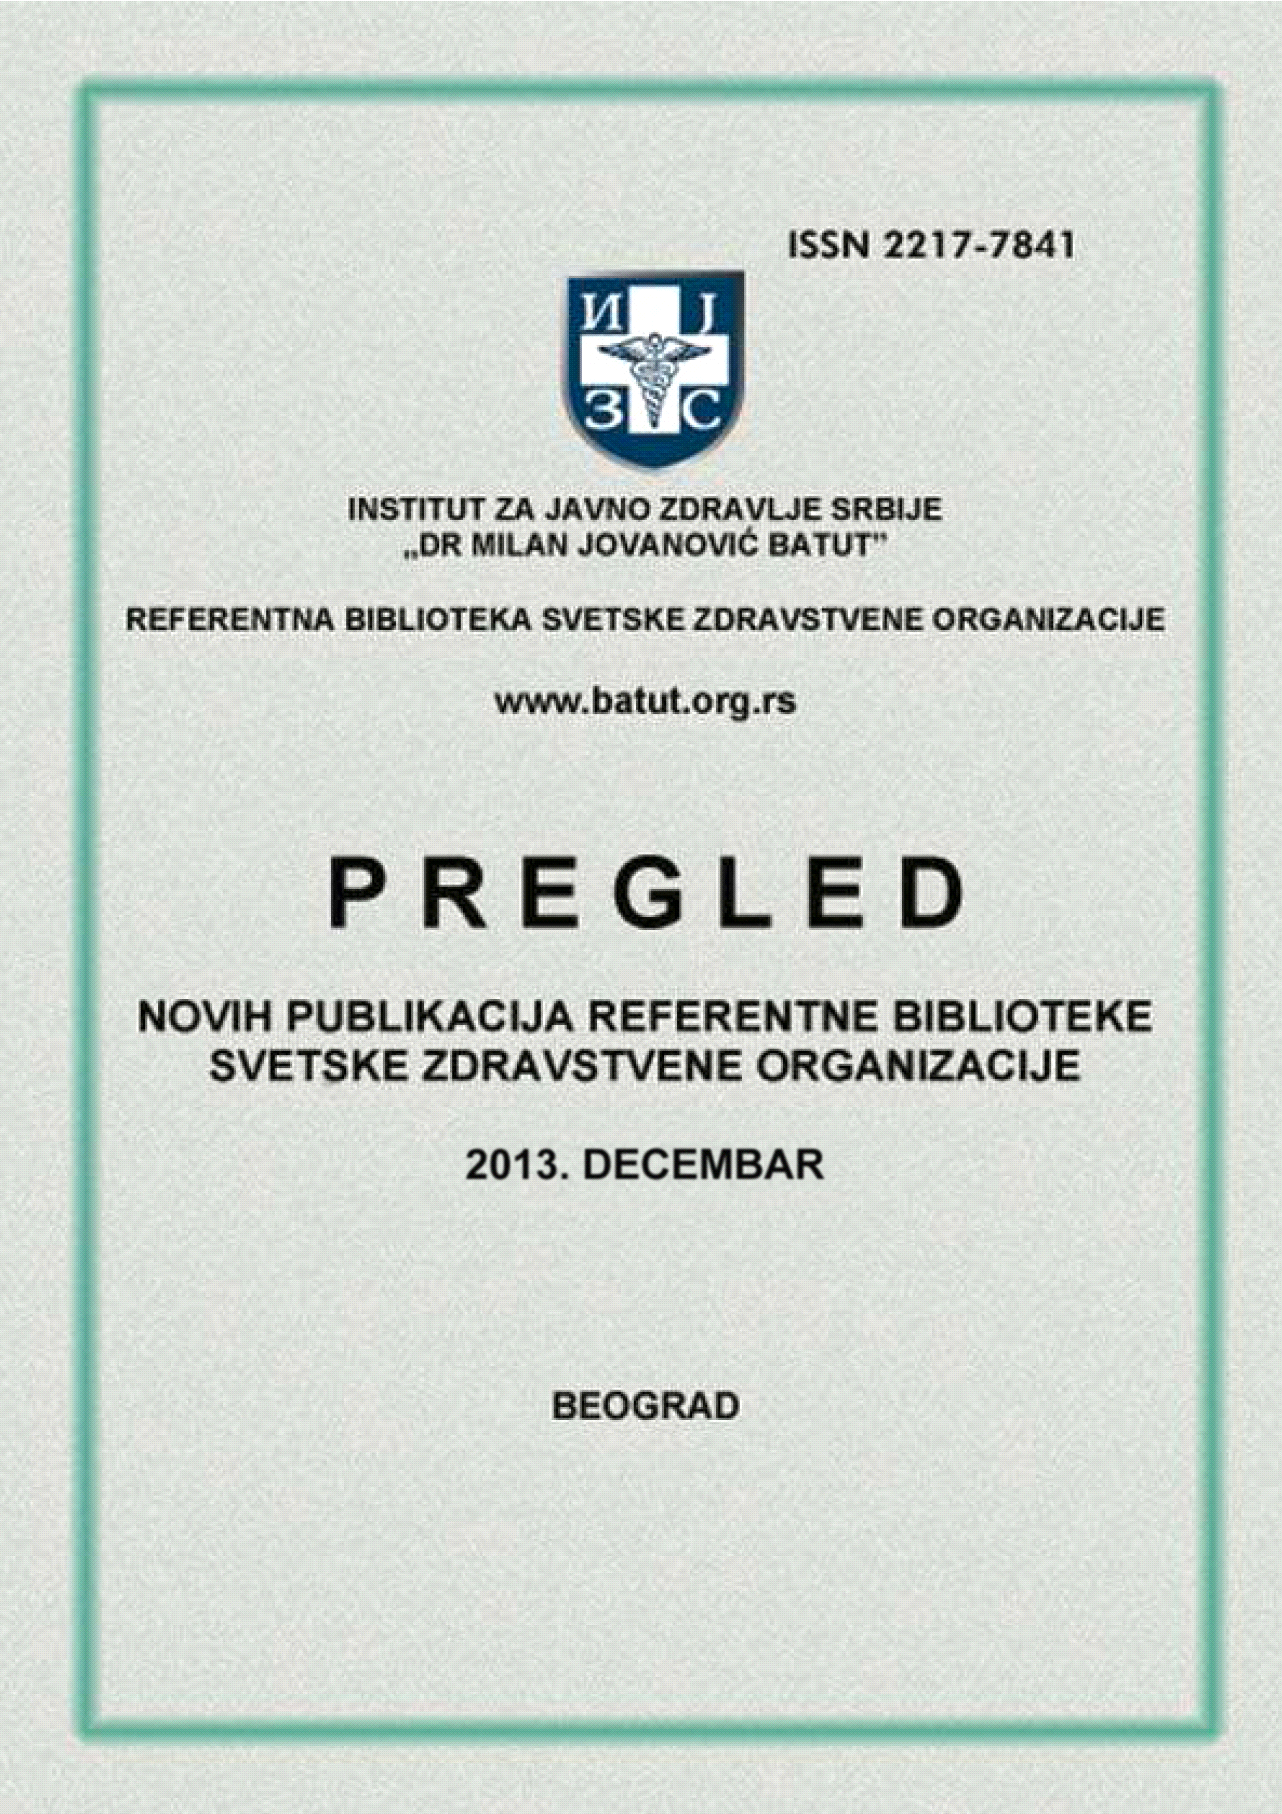 ISSN 2217-7841
И Ј
З С
INSTITUT ZA JAVNO ZDRAVLJE SRBIJE
„DR MILAN JOVANOVIĆ BATUT”
REFERENTNA BIBLIOTEKA SVETSKE ZDRAVSTVENE ORGANIZACIJE
www.batut.org.rs
P R E G L E D
NOVIH PUBLIKACIJA REFERENTNE BIBLIOTEKE
SVETSKE ZDRAVSTVENE ORGANIZACIJE
2013. DECEMBAR
BEOGRAD